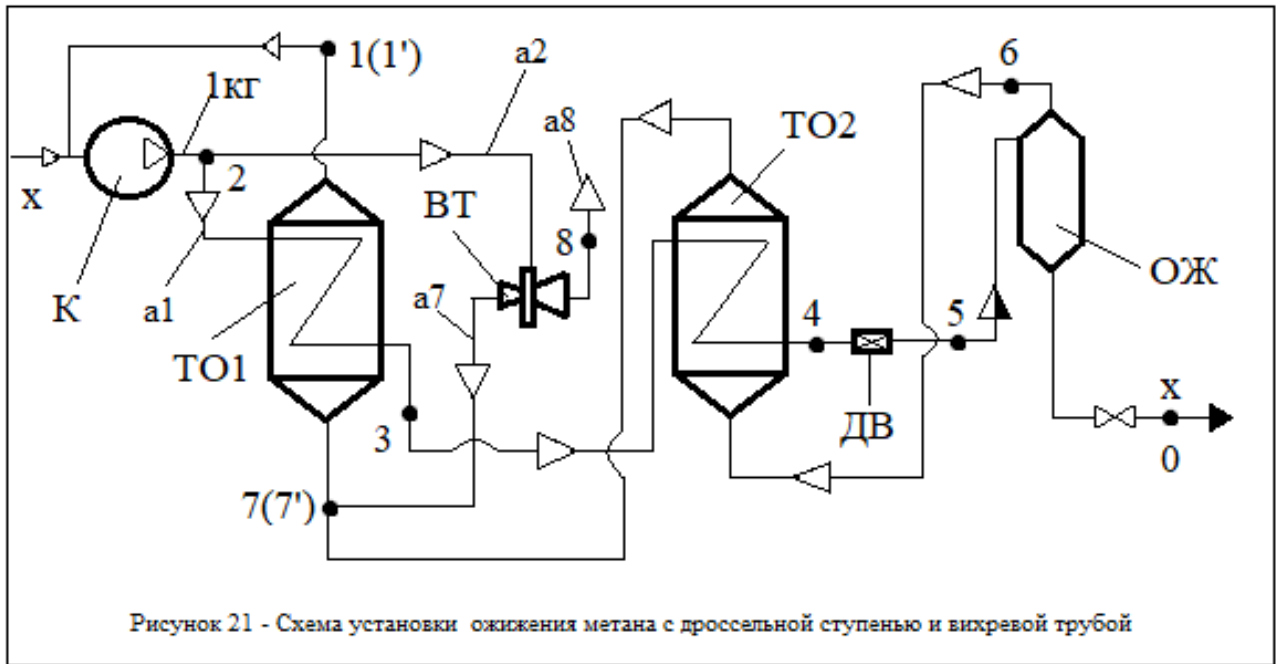 1(1')
a2
6
1кг
a8
ТО2
x
2
ВТ
8
К
a1
a7
4
5
ОЖ
ТО1
3
ДВ
x
0
7(7')
Рисунок 21 - Схема установки ожижения метана с дроссельной ступенью и вихревой трубой